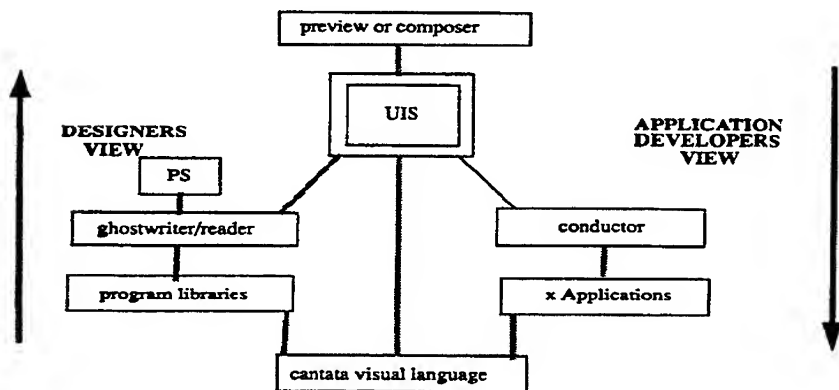 preview or composer
UIS
DESIGNERS
VIEW
APPLICATION
DEVELOPERS
VIEW
PS
ghostwriter/reader
conductor
program libraries
x Applications
cantata visual language